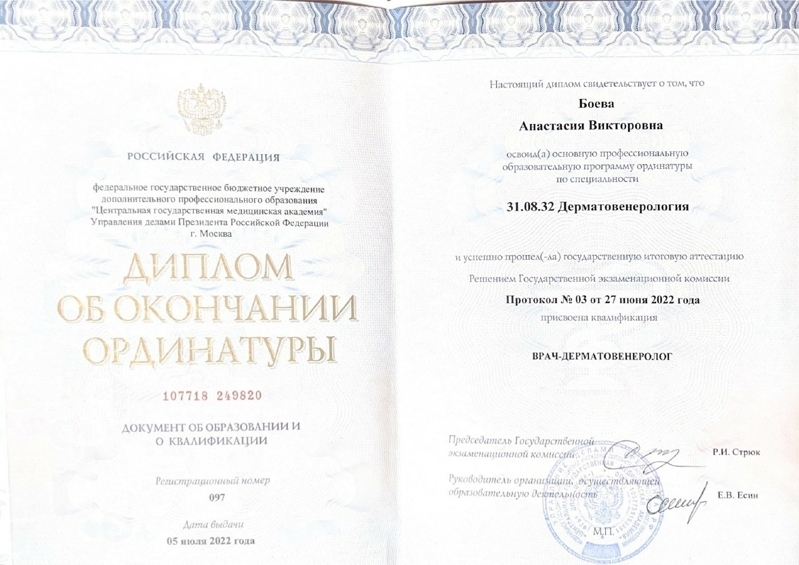 РОССИЙСКАЯ ФЕДЕРАЦИЯ
федеральное государственное бюджетное учреждение
дополнительного профессионального образования
"Центральная государственная медицинская академия"
Управления делами Президента Российской Федерации
г. Москва
ДИПЛОМ
ОБ ОКОНЧАНИИ
ОРДИНАТУРЫ
107718 249820
ДОКУМЕНТ ОБ ОБРАЗОВАНИИ И
О КВАЛИФИКАЦИИ
Регистрационный номер
097
Дата выдачи
05 июля 2022 года
Настоящий диплом свидетельствует о том, что
Боева
Анастасия Викторовна
освоил(а) основную профессиональную
образовательную программу ординатуры
по специальности
31.08.32 Дерматовенерология
и успешно прошел(-ла) государственную итоговую аттестацию
Решением Государственной экзаменационной комиссии
Протокол № 03 от 27 июня 2022 года
присвоена квалификация
ВРАЧ-ДЕРМАТОВЕНЕРОЛОГ
Председатель Государственной
экзаменационной комиссии
Р.И. Стрюк
Руководитель организации, осуществляющей
образовательную деятельность
Е.В. Есин
М.П.